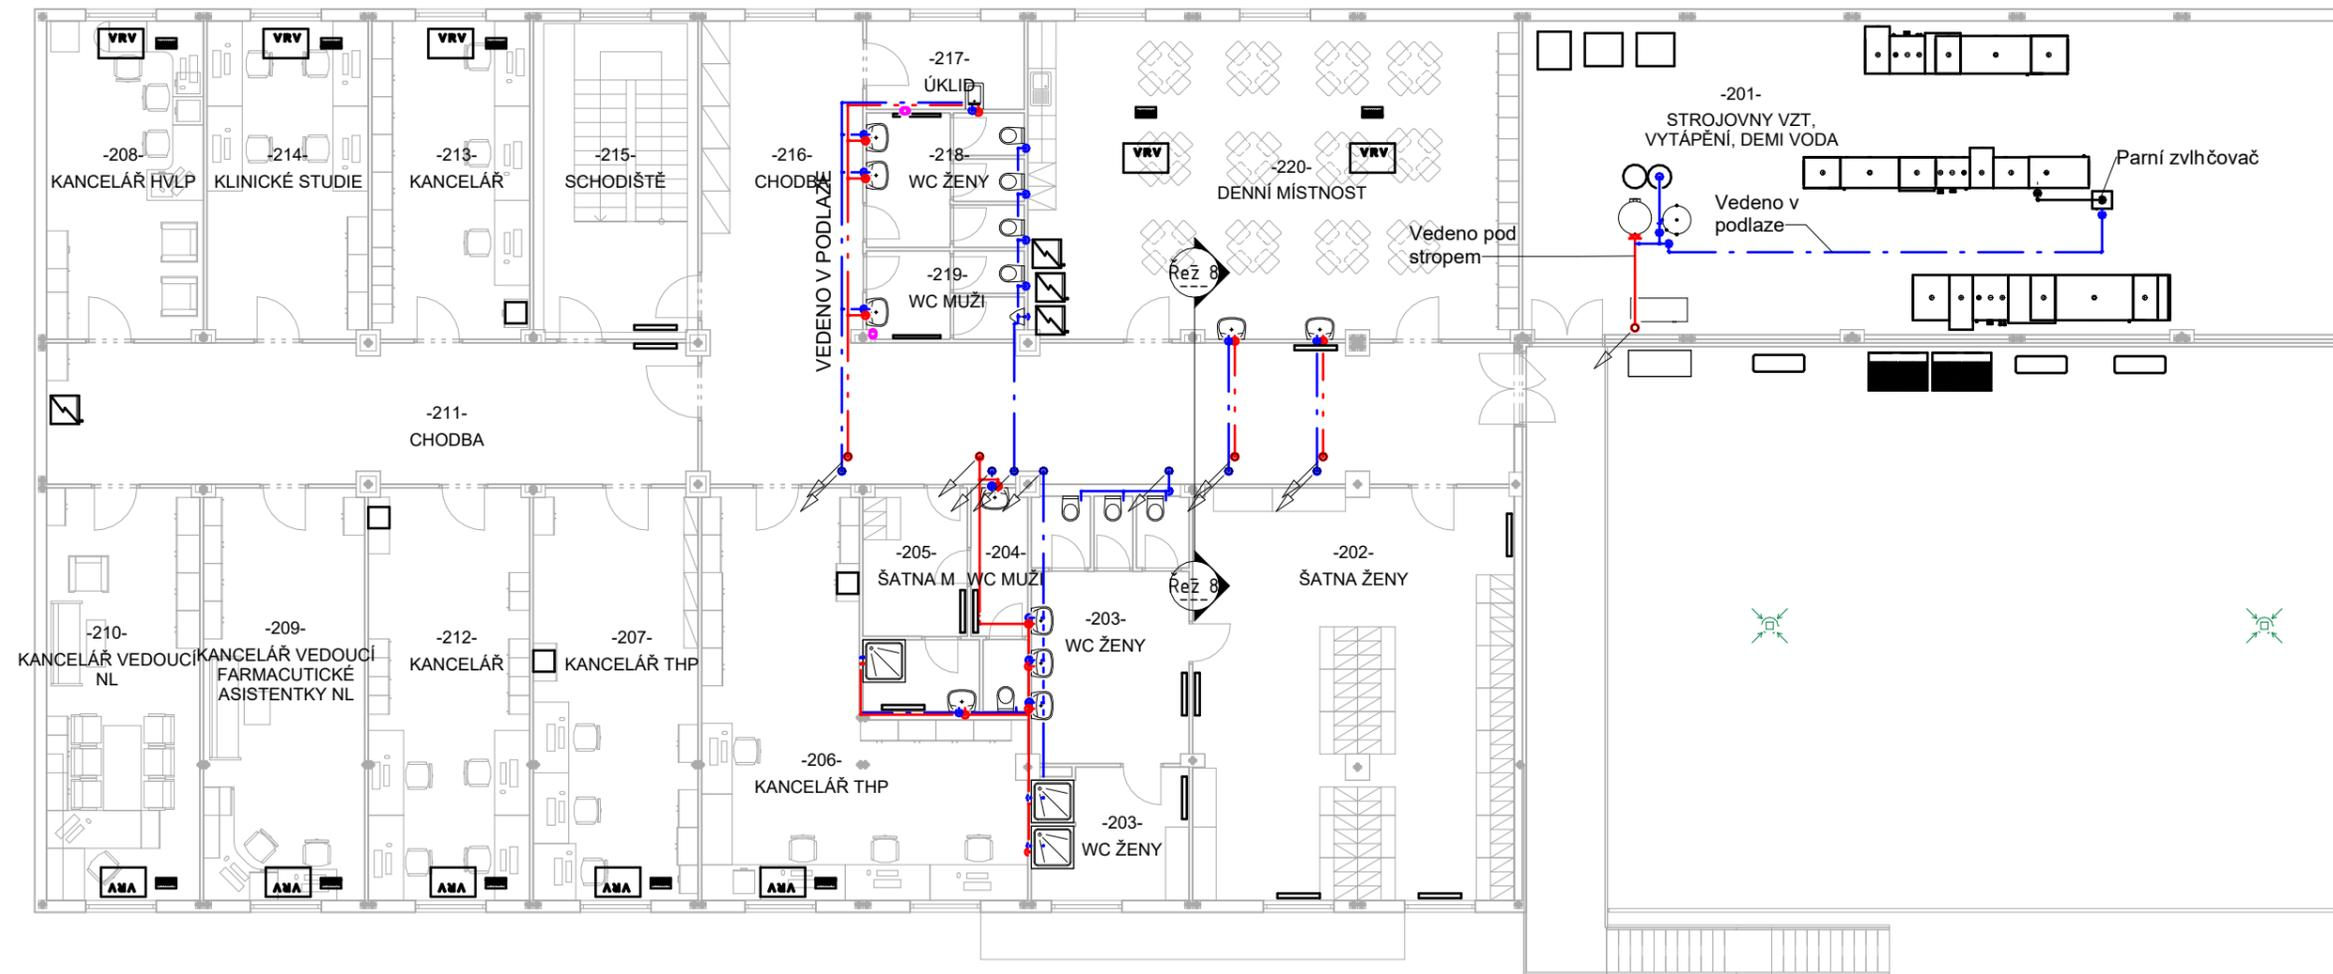 VRV
VRV
VRV
-217-
ÚKLID
-201-
STROJOVNY VZT,
VYTÁPĚNÍ, DEMI VODA
-208-
KANCELÁŘ HVLP
-214-
KLINICKÉ STUDIE
-213-
KANCELÁŘ
-215-
SCHODIŠTĚ
-216-
CHODBA
-218-
WC ŽENY
VRV
VRV
-220-
DENNÍ MÍSTNOST
Parní zvlhčovač
Vedeno v
podlaze
Vedeno pod
stropem
VEDENO V PODLAZE
-219-
WC MUŽI
Řez 8
-211-
CHODBA
-205-
ŠATNA M
-204-
WC MUŽI
-202-
ŠATNA ŽENY
Řez 8
-210-
KANCELÁŘ VEDOUCÍ
NL
-209-
KANCELÁŘ VEDOUCÍ
FARMACUTICKÉ
ASISTENTKY NL
-212-
KANCELÁŘ
-207-
KANCELÁŘ THP
-203-
WC ŽENY
-206-
KANCELÁŘ THP
-203-
WC ŽENY
VRV
VRV
VRV
VRV
VRV